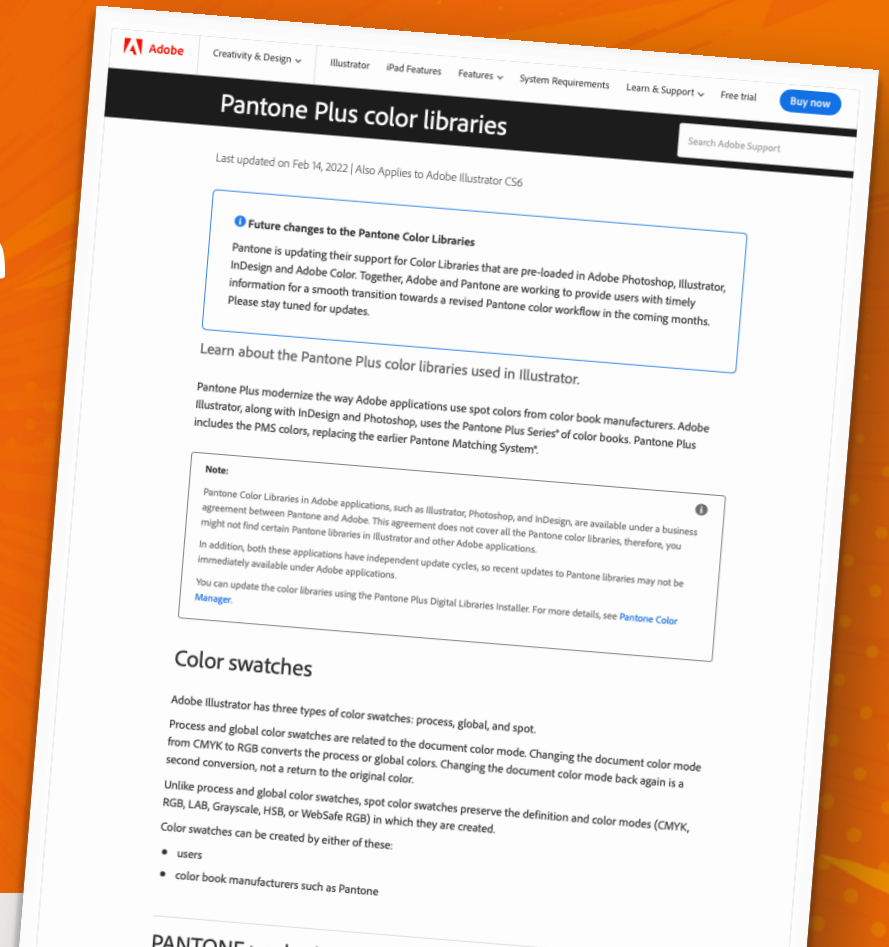 Adobe
Creativity & Design
Illustrator
iPad Features
Features
System Requirements
Learn & Support
Free trial
Buy now
Pantone Plus color libraries
Search Adobe Support
Last updated on Feb 14, 2022 | Also Applies to Adobe Illustrator CS6
Future changes to the Pantone Color Libraries
Pantone is updating their support for Color Libraries that are pre-loaded in Adobe Photoshop, Illustrator,
InDesign and Adobe Color. Together, Adobe and Pantone are working to provide users with timely
information for a smooth transition towards a revised Pantone color workflow in the coming months.
Please stay tuned for updates.
Learn about the Pantone Plus color libraries used in Illustrator.
Pantone Plus modernize the way Adobe applications use spot colors from color book manufacturers. Adobe
Illustrator, along with InDesign and Photoshop, uses the Pantone Plus Series® of color books. Pantone Plus
includes the PMS colors, replacing the earlier Pantone Matching System®.
Note:
Pantone Color Libraries in Adobe applications, such as Illustrator, Photoshop, and InDesign, are available under a business
agreement between Pantone and Adobe. This agreement does not cover all the Pantone color libraries, therefore, you
might not find certain Pantone libraries in Illustrator and other Adobe applications.
In addition, both these applications have independent update cycles, so recent updates to Pantone libraries may not be
immediately available under Adobe applications.
You can update the color libraries using the Pantone Plus Digital Libraries Installer. For more details, see Pantone Color
Manager.
Color swatches
Adobe Illustrator has three types of color swatches: process, global, and spot.
Process and global color swatches are related to the document color mode. Changing the document color mode
from CMYK to RGB converts the process or global colors. Changing the document color mode back again is a
second conversion, not a return to the original color.
Unlike process and global color swatches, spot color swatches preserve the definition and color modes (CMYK,
RGB, LAB, Grayscale, HSB, or WebSafe RGB) in which they are created.
Color swatches can be created by either of these:
• users
• color book manufacturers such as Pantone
PANTONE